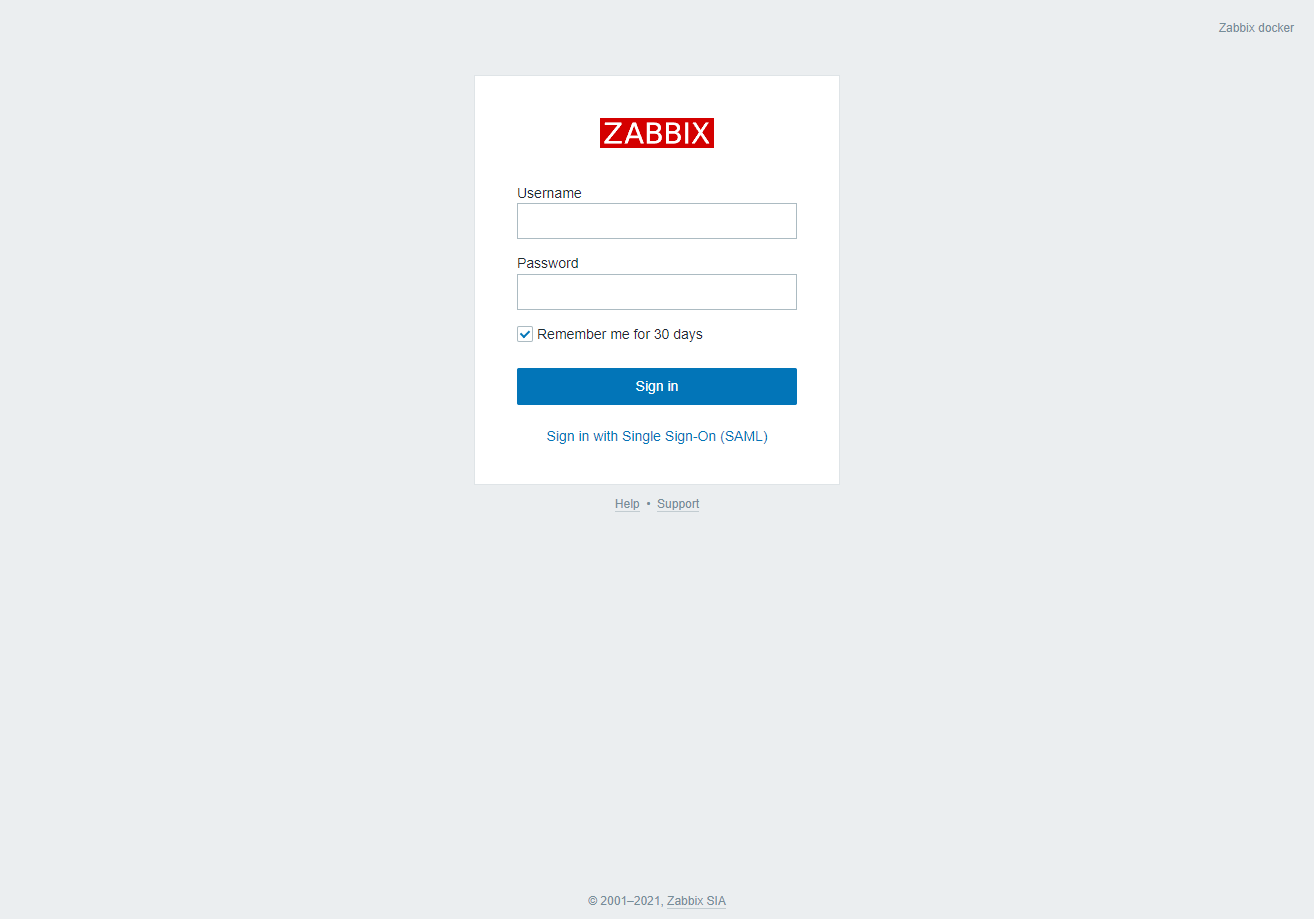 Zabbix docker
ZABBIX
Username
Password
Remember me for 30 days
Sign in
Sign in with Single Sign-On (SAML)
Help • Support
© 2001–2021, Zabbix SIA